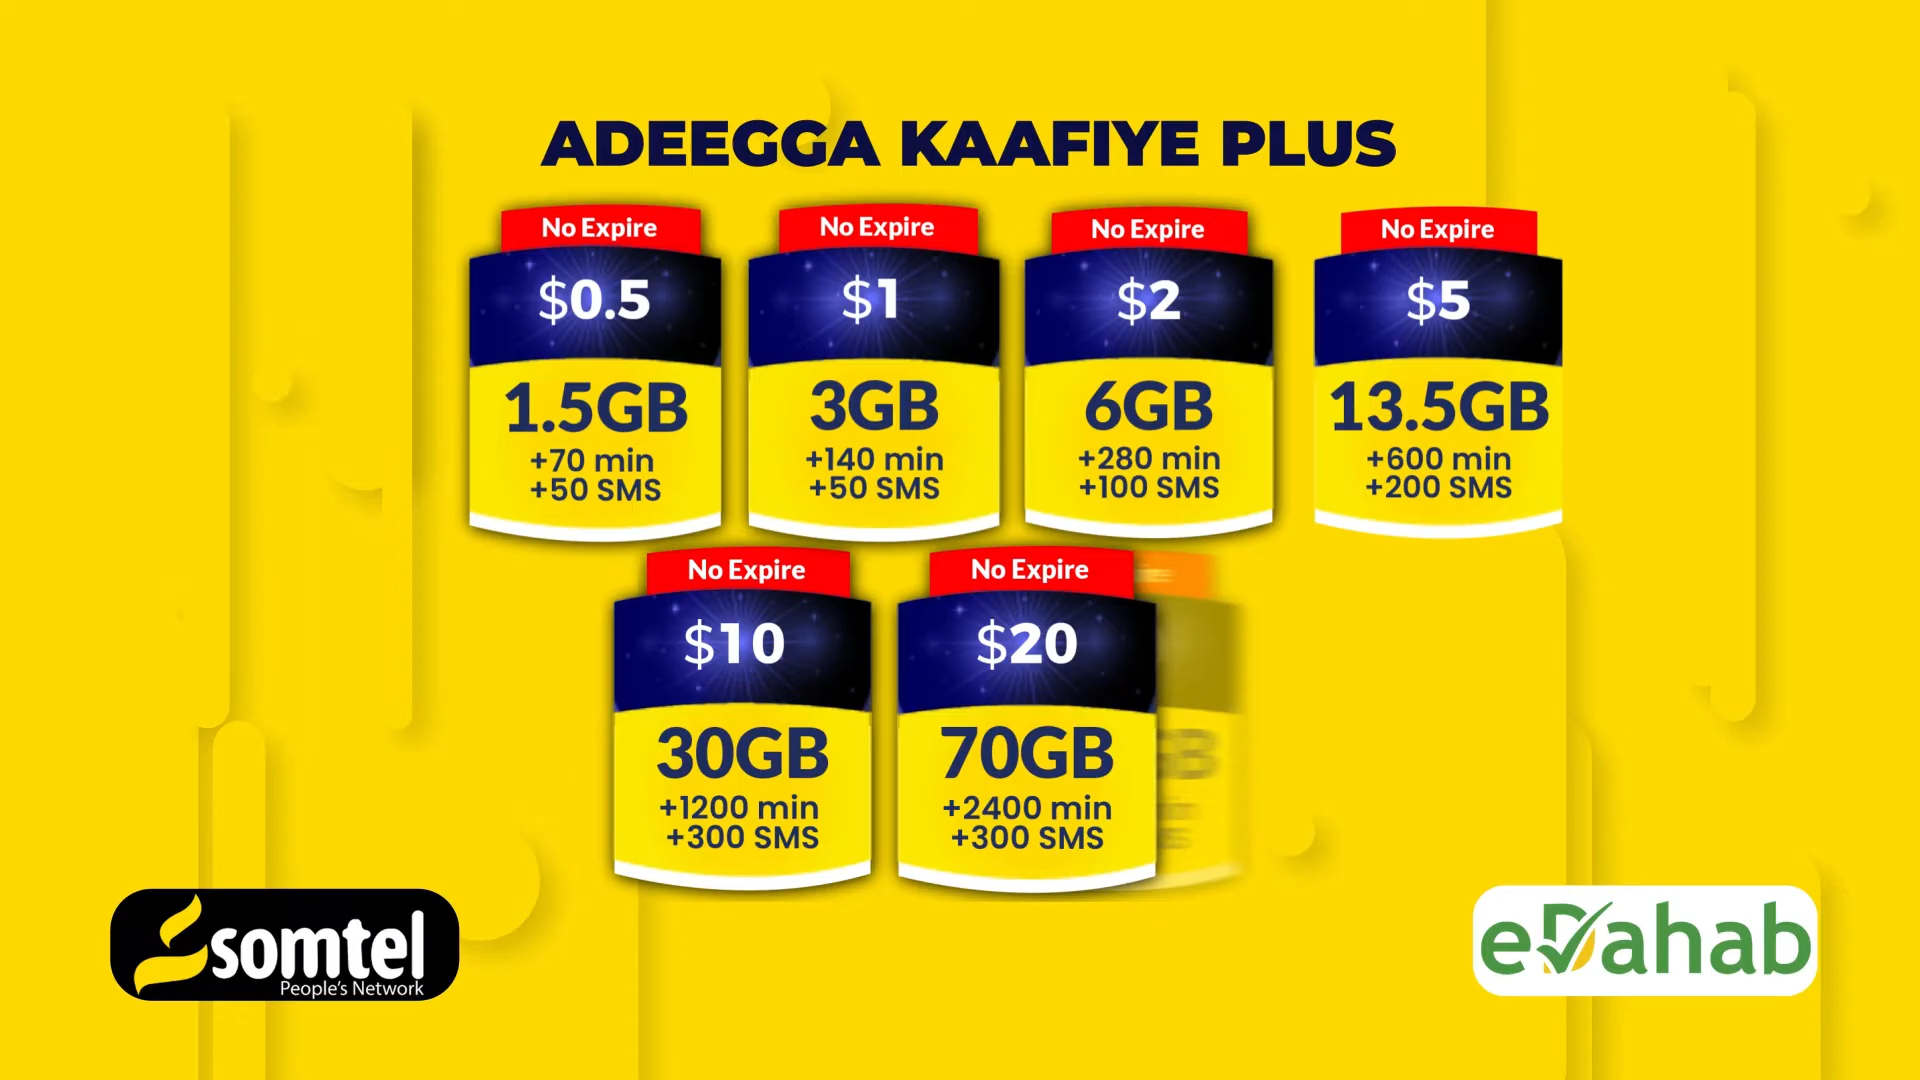 ADEEGGA KAAFIYE PLUS
No Expire
$0.5
1.5GB
+70 min
+50 SMS
No Expire
$1
3GB
+140 min
+50 SMS
No Expire
$2
6GB
+280 min
+100 SMS
No Expire
$5
13.5GB
+600 min
+200 SMS
No Expire
$10
30GB
+1200 min
+300 SMS
No Expire
$20
70GB
+2400 min
+300 SMS
somtel
People's Network
eDahab